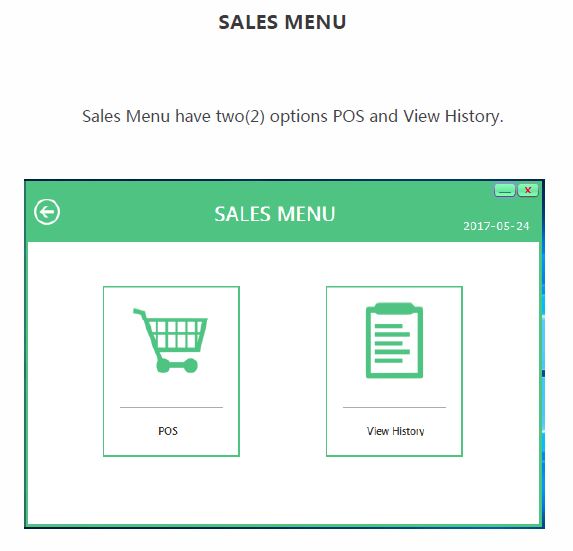 SALES MENU
Sales Menu have two(2) options POS and View History.
SALES MENU
2017-05-24
POS
View History